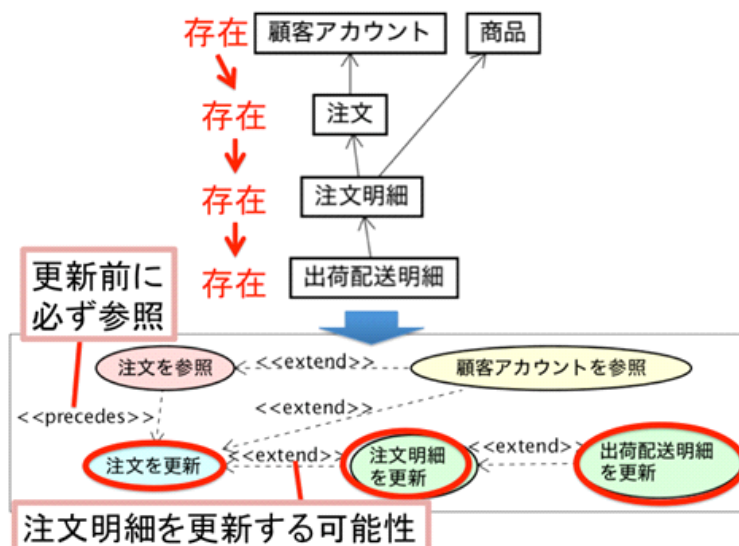 存在
顧客アカウント
商品
存在
注文
存在
注文明細
存在
出荷配送明細
更新前に
必ず参照
注文を参照
<<extend>>
顧客アカウントを参照
<<precedes>>
<<extend>>
注文を更新
<<extend>>
注文明細
を更新
<<extend>>
出荷配送明細
を更新
注文明細を更新する可能性